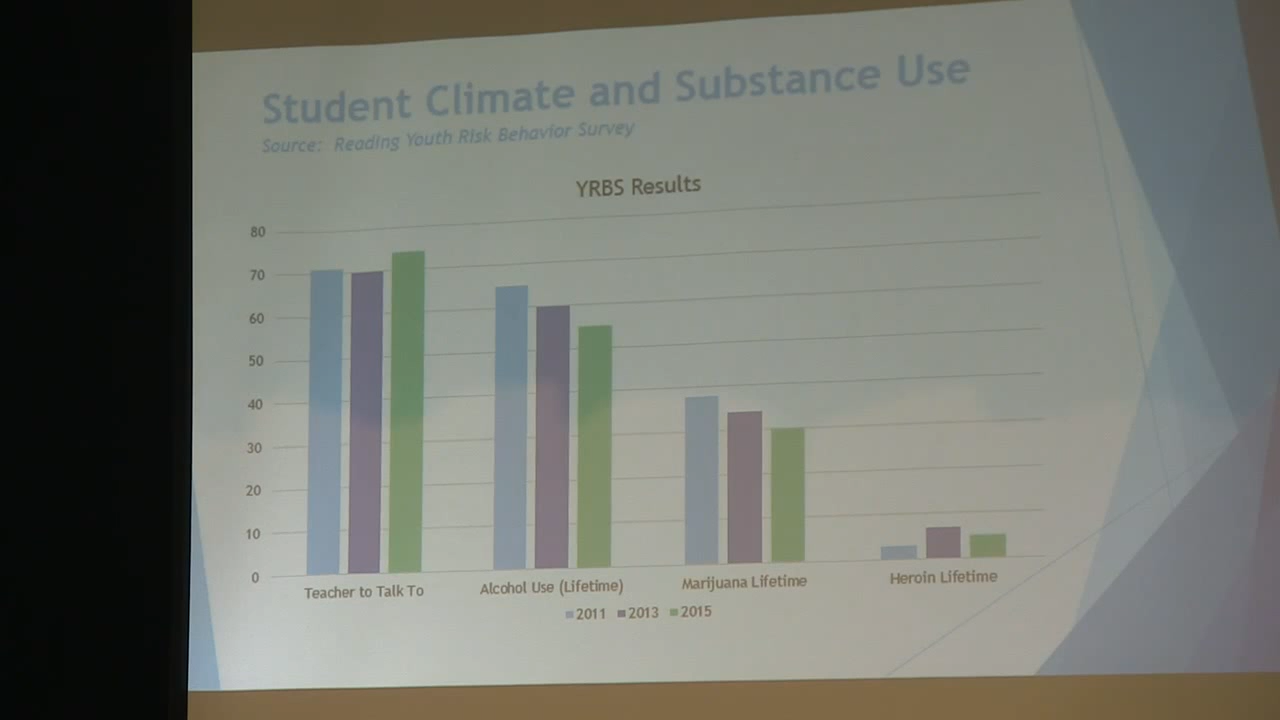 Student Climate and Substance Use
Source: Reading Youth Risk Behavior Survey
YRBS Results
80
70
60
50
40
30
20
10
0
Teacher to Talk To
Alcohol Use (Lifetime)
Marijuana Lifetime
Heroin Lifetime
2011 2013 2015